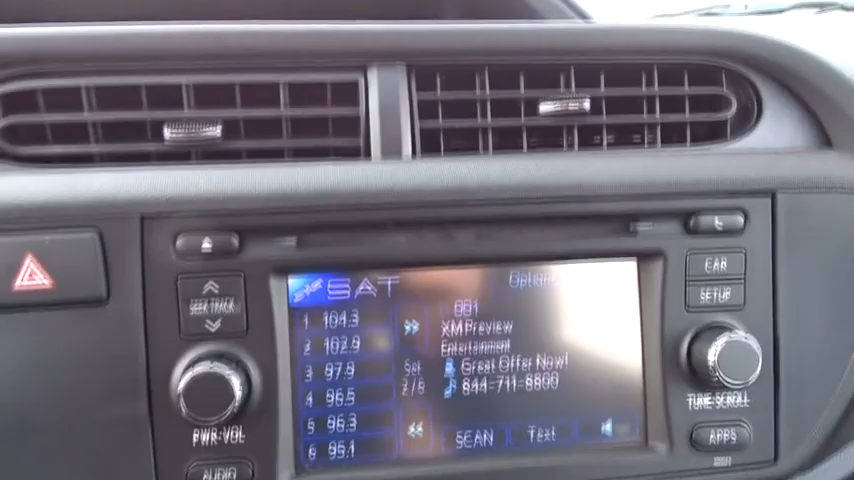 SAT
Options
1 104.3
2 102.9
3 97.9
4 96.5
5 96.3
6 95.1
Set
2/6
001
XMPreview
Entertainment
Great Offer Now!
844-711-8800
SCAN
Text
SEEK TRACK
PWR•VOL
AUDIO
CAR
SETUP
TUNE•SCROLL
APPS